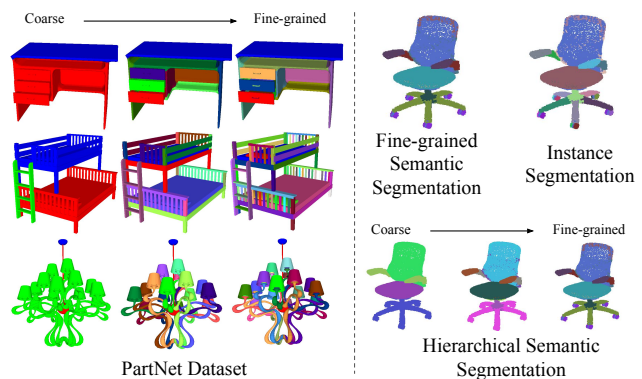 Coarse
Fine-grained
PartNet Dataset
Fine-grained
Semantic
Segmentation
Instance
Segmentation
Coarse
Fine-grained
Hierarchical Semantic
Segmentation